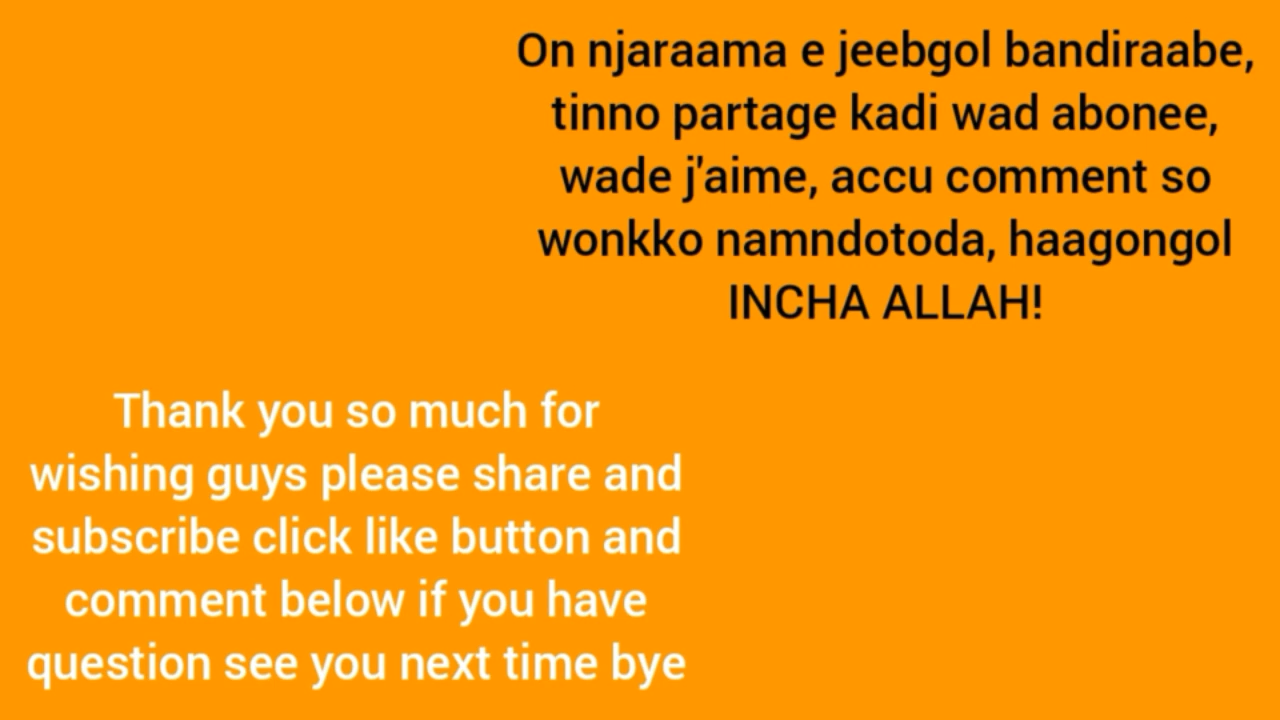 On njaraama e jeebgol bandiraabe,
tinno partage kadi wad abonee,
wade j'aime, accu comment so
wonkko namndotoda, haagongol
INCHA ALLAH!
Thank you so much for
wishing guys please share and
subscribe click like button and
comment below if you have
question see you next time bye